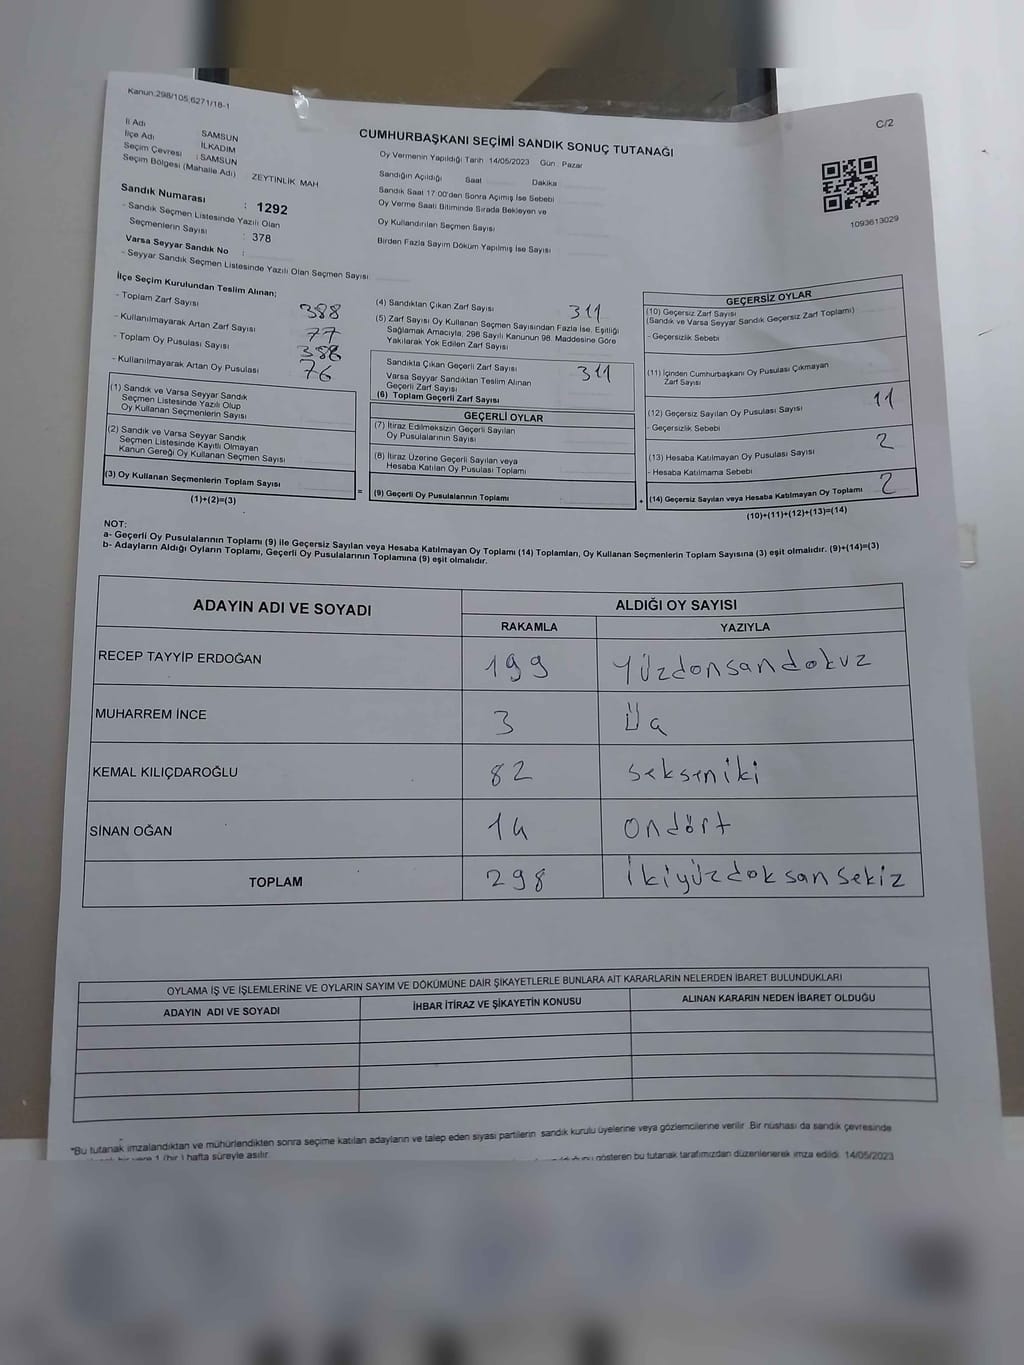 Kanun:298/105,6271/18-1
C/2
CUMHURBAŞKANI SEÇİMİ SANDIK SONUÇ TUTANAĞI
İl Adı SAMSUN
İlçe Adı İLKADIM
Seçim Çevresi : SAMSUN
Seçim Bölgesi (Mahalle Adı) ZEYTINLİK MAH
Sandık Numarası : 1292
- Sandık Seçmen Listesinde Yazılı Olan
Seçmenlerin Sayısı : 378
Varsa Seyyar Sandık No :
- Seyyar Sandık Seçmen Listesinde Yazılı Olan Seçmen Sayısı
Oy Vermenin Yapıldığı Tarih 14/05/2023 Gün : Pazar
Sandığın Açıldığı Saat Dakika
Sandık Saat 17:00'dan Sonra Açımış İse Sebebi
Oy Verme Saati Bitiminde Sırada Bekleyen ve
Oy Kullandırılan Seçmen Sayısı
Birden Fazla Sayım Döküm Yapılmış İse Sayısı
1093613029
İlçe Seçim Kurulundan Teslim Alınan;
- Toplam Zarf Sayısı 388
- Kullanılmayarak Artan Zarf Sayısı 77
- Toplam Oy Pusulası Sayısı 388
- Kullanılmayarak Artan Oy Pusulası 76
(1) Sandık ve Varsa Seyyar Sandık
Seçmen Listesinde Yazılı Olup
Oy Kullanan Seçmenlerin Sayısı
(2) Sandık ve Varsa Seyyar Sandık
Seçmen Listesinde Kayıtlı Olmayan
Kanun Gereği Oy Kullanan Seçmen Sayısı
(3) Oy Kullanan Seçmenlerin Toplam Sayısı
(1)+(2)=(3)
(4) Sandıktan Çıkan Zarf Sayısı 311
(5) Zarf Sayısı Oy Kullanan Seçmen Sayısından Fazla İse, Eşitliği
Sağlamak Amacıyla, 298 Sayılı Kanunun 98. Maddesine Göre
Yakılarak Yok Edilen Zarf Sayısı
Sandıkta Çıkan Geçerli Zarf Sayısı 311
Varsa Seyyar Sandıktan Teslim Alınan
Geçerli Zarf Sayısı
(6) Toplam Geçerli Zarf Sayısı
GEÇERLİ OYLAR
(7) İtiraz Edilmeksizin Geçerli Sayılan
Oy Pusulalarının Sayısı
(8) İtiraz Üzerine Geçerli Sayılan veya
Hesaba Katılan Oy Pusulası Toplamı
= (9) Geçerli Oy Pusulalarının Toplamı +
GEÇERSİZ OYLAR
(10) Geçersiz Zarf Sayısı
(Sandık ve Varsa Seyyar Sandık Geçersiz Zarf Toplamı)
- Geçersizlik Sebebi
(11) İçinden Cumhurbaşkanı Oy Pusulası Çıkmayan
Zarf Sayısı
(12) Geçersiz Sayılan Oy Pusulası Sayısı 11
- Geçersizlik Sebebi
(13) Hesaba Katılmayan Oy Pusulası Sayısı 2
- Hesaba Katılmama Sebebi
(14) Geçersiz Sayılan veya Hesaba Katılmayan Oy Toplamı 2
(10)+(11)+(12)+(13)=(14)
NOT:
a- Geçerli Oy Pusulalarının Toplamı (9) ile Geçersiz Sayılan veya Hesaba Katılmayan Oy Toplamı (14) Toplamları, Oy Kullanan Seçmenlerin Toplam Sayısına (3) eşit olmalıdır. (9)+(14)=(3)
b- Adayların Aldığı Oyların Toplamı, Geçerli Oy Pusulalarının Toplamına (9) eşit olmalıdır.
ADAYIN ADI VE SOYADI ALDIĞI OY SAYISI
RAKAMLA YAZIYLA
RECEP TAYYİP ERDOĞAN 199 yüzdonsandokuz
MUHARREM İNCE 3 Üç
KEMAL KILIÇDAROĞLU 82 Sekseniki
SİNAN OĞAN 14 Ondört
TOPLAM 298 İkiyüzdoksansekiz
OYLAMA İŞ VE İŞLEMLERİNE VE OYLARIN SAYIM VE DÖKÜMÜNE DAİR ŞİKAYETLERLE BUNLARA AİT KARARLARIN NELERDEN İBARET BULUNDUKLARI
ADAYIN ADI VE SOYADI İHBAR İTİRAZ VE ŞİKAYETİN KONUSU ALINAN KARARIN NEDEN İBARET OLDUĞU
*Bu tutanak imzalandıktan ve mühürlendikten sonra seçime katılan adayların ve talep eden siyasi partilerin sandık kurulu üyelerine veya gözlemcilerine verilir. Bir nüshası da sandık çevresinde
bir yere 1 (bir ) hafta süreyle asılır. gösteren bu tutanak tarafımızdan düzenlenerek imza edildi. 14/05/2023